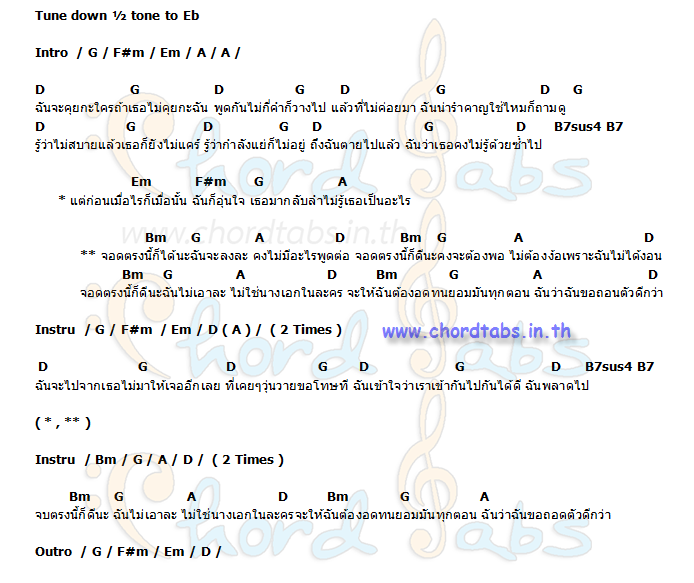 Tune down ½ tone to Eb
Intro / G / F#m / Em / A / A /
D G D G D G D G
ฉันจะคุยกะใครถ้าเธอไม่คุยกะฉัน พูดกันไม่กี่คำก็วางไป แล้วที่ไม่ค่อยมา ฉันน่ารำคาญใช่ไหมก็ถามดู
D G D G D G D B7sus4 B7
รู้ว่าไม่สบายแล้วเธอก็ยังไม่แคร์ รู้ว่ากำลังแย่ก็ไม่อยู่ ถึงฉันตายไปแล้ว ฉันว่าเธอคงไม่รู้ด้วยซ้ำไป
Em F#m G A
* แต่ก่อนเมื่อไรก็เมื่อนั้น ฉันก็อุ่นใจ เธอมากลับลำไม่รู้เธอเป็นอะไร
www.chordtabs.in.th
Bm G A D Bm G A D
** จอดตรงนี้ก็ได้นะฉันจะลงละ คงไม่มีอะไรพูดต่อ จอดตรงนี้ก็ดีนะคงจะต้องพอ ไม่ต้องง้อเพราะฉันไม่ได้งอน
Bm G A D Bm G A D
จอดตรงนี้ก็ดีนะฉันไม่เอาละ ไม่ใช่นางเอกในละคร จะให้ฉันต้องอดทนยอมมันทุกตอน ฉันว่าฉันขอถอนตัวดีกว่า
Instru / G / F#m / Em / D ( A ) / ( 2 Times )
www.chordtabs.in.th
D G D G D G D B7sus4 B7
ฉันจะไปจากเธอไม่มาให้เจออีกเลย ที่เคยๆวุ่นวายขอโทษที ฉันเข้าใจว่าเราเข้ากันไปกันได้ดี ฉันพลาดไป
( * , ** )
Instru / Bm / G / A / D / ( 2 Times )
Bm G A D Bm G A
จบตรงนี้ก็ดีนะ ฉันไม่เอาละ ไม่ใช่นางเอกในละครจะให้ฉันต้องอดทนยอมมันทุกตอน ฉันว่าฉันขอถอดตัวดีกว่า
Outro / G / F#m / Em / D /